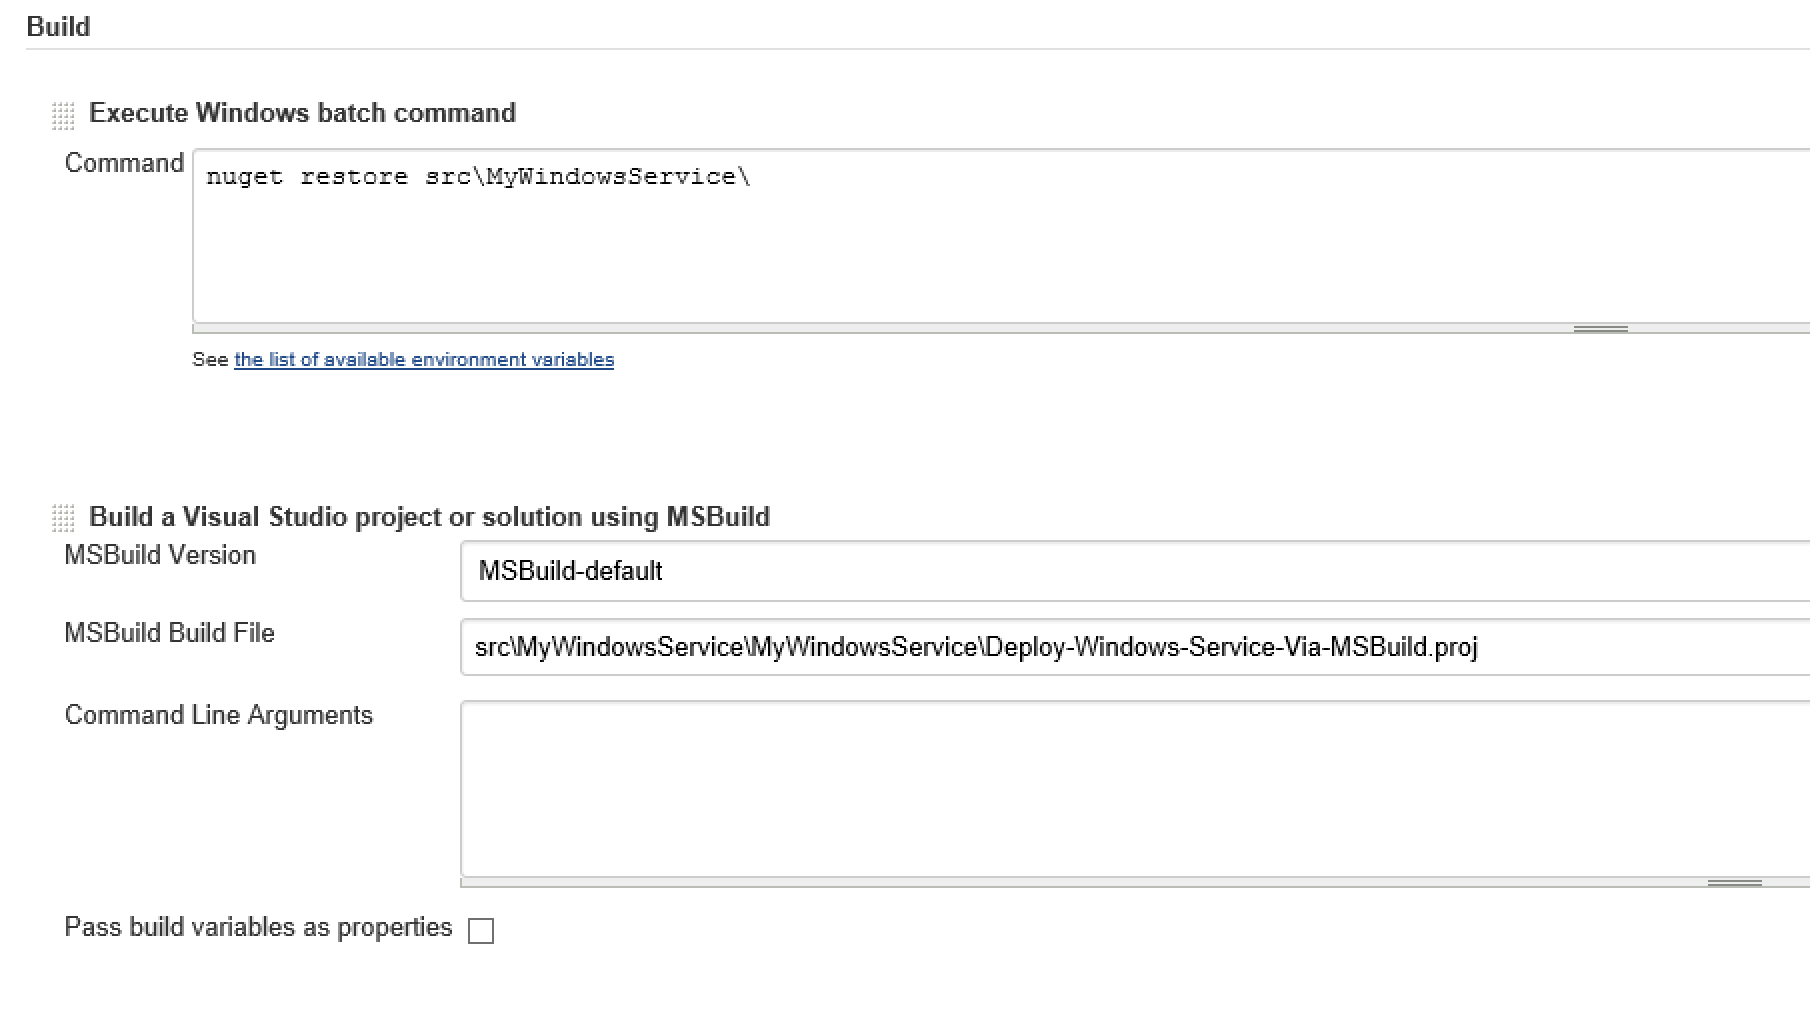 Build
Execute Windows batch command
Command
nuget restore src\MyWindowsService\
See the list of available environment variables
Build a Visual Studio project or solution using MSBuild
MSBuild Version
MSBuild-default
MSBuild Build File
src\MyWindowsService\MyWindowsService\Deploy-Windows-Service-Via-MSBuild.proj
Command Line Arguments
Pass build variables as properties